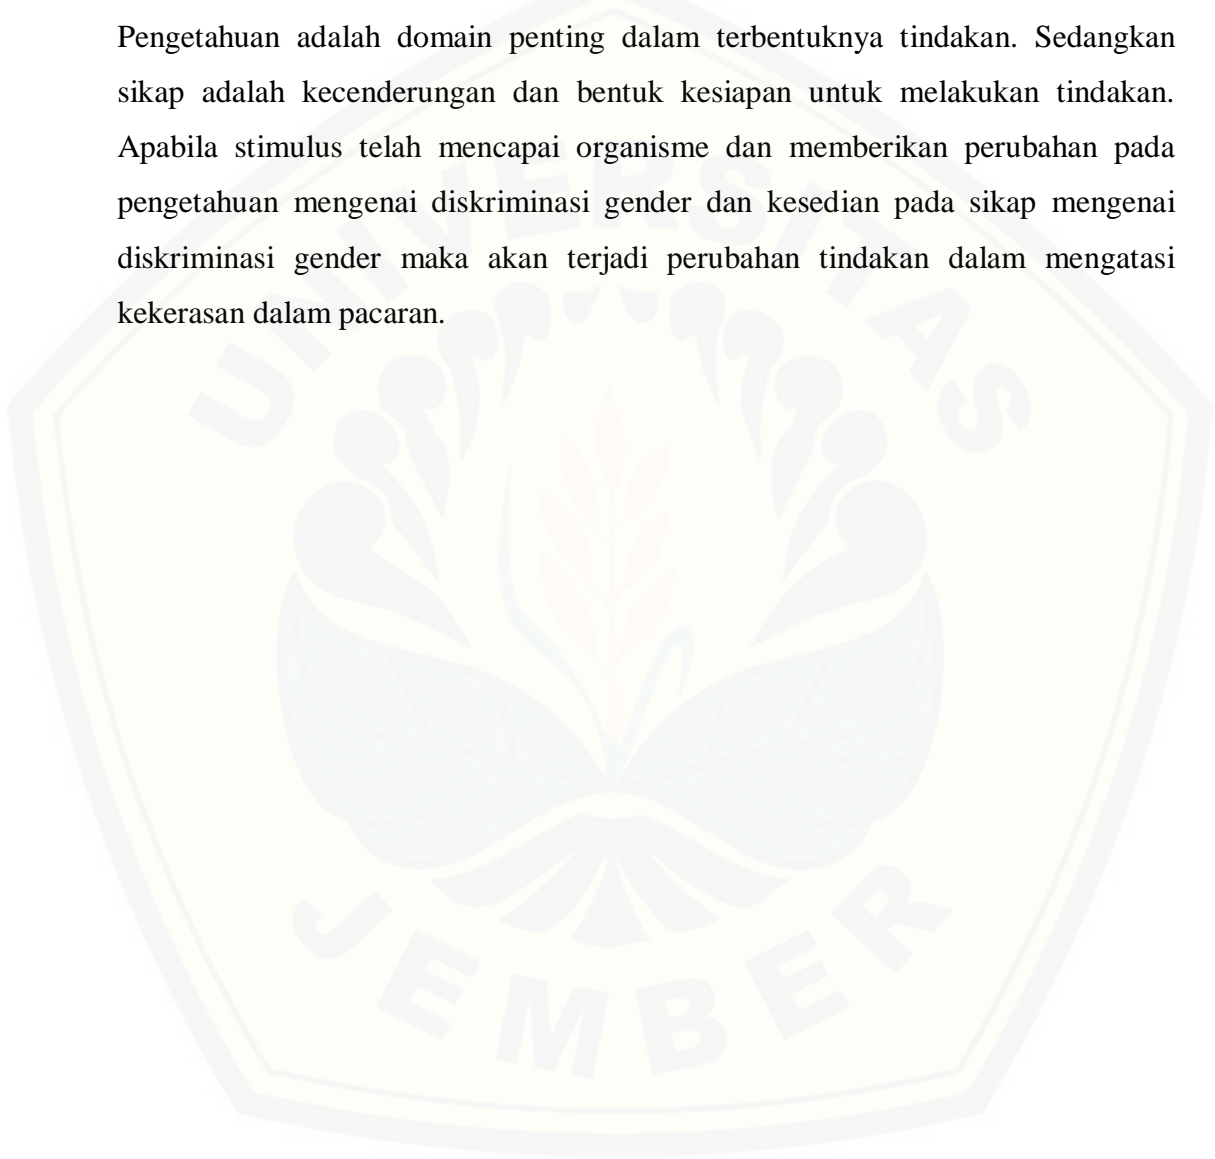 Pengetahuan adalah domain penting dalam terbentuknya tindakan. Sedangkan
sikap adalah kecenderungan dan bentuk kesiapan untuk melakukan tindakan.
Apabila stimulus telah mencapai organisme dan memberikan perubahan pada
pengetahuan mengenai diskriminasi gender dan kesedian pada sikap mengenai
diskriminasi gender maka akan terjadi perubahan tindakan dalam mengatasi
kekerasan dalam pacaran.
UNIVERSITAS
JEMBER